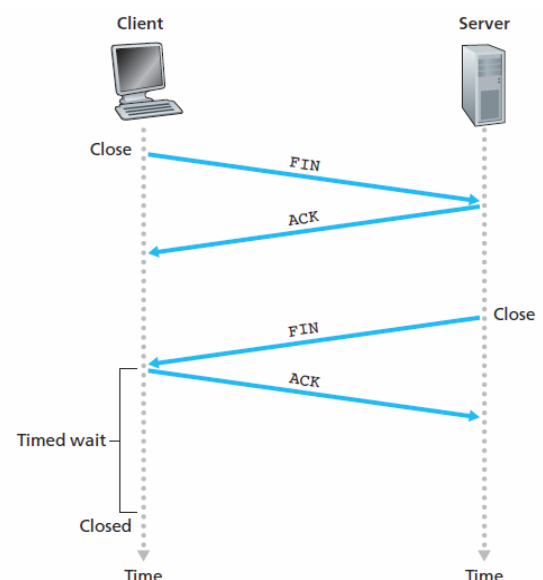 Client
Server
Close
FIN
ACK
Close
FIN
ACK
Timed wait
Closed
Time
Time